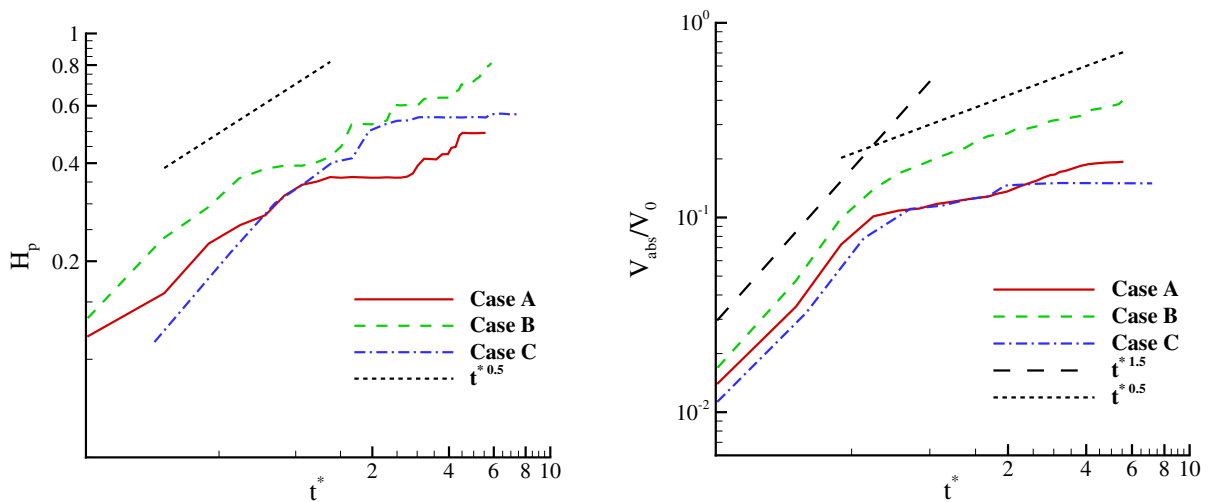 1
0.8
0.6
0.4
0.2
H_p
Case A
Case B
Case C
t^{* 0.5}
2 4 6 8 10
t^*
10^0
10^{-1}
10^{-2}
V_{abs}/V_0
Case A
Case B
Case C
t^{* 1.5}
t^{* 0.5}
2 4 6 8 10
t^*